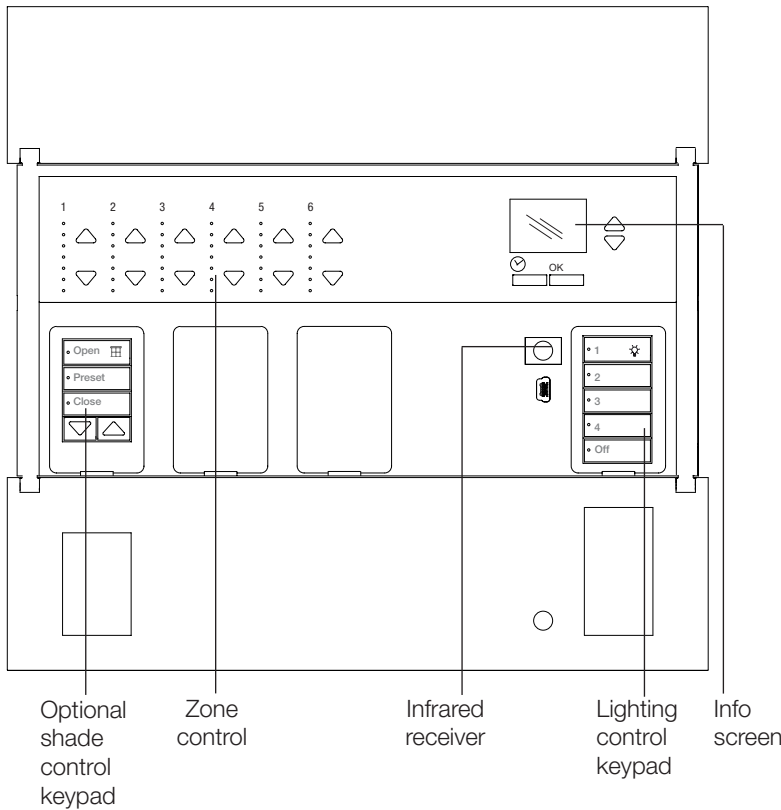 1 2 3 4 5 6
OK
Open
Preset
Close
1
2
3
4
Off
Optional
shade
control
keypad
Zone
control
Infrared
receiver
Lighting
control
keypad
Info
screen